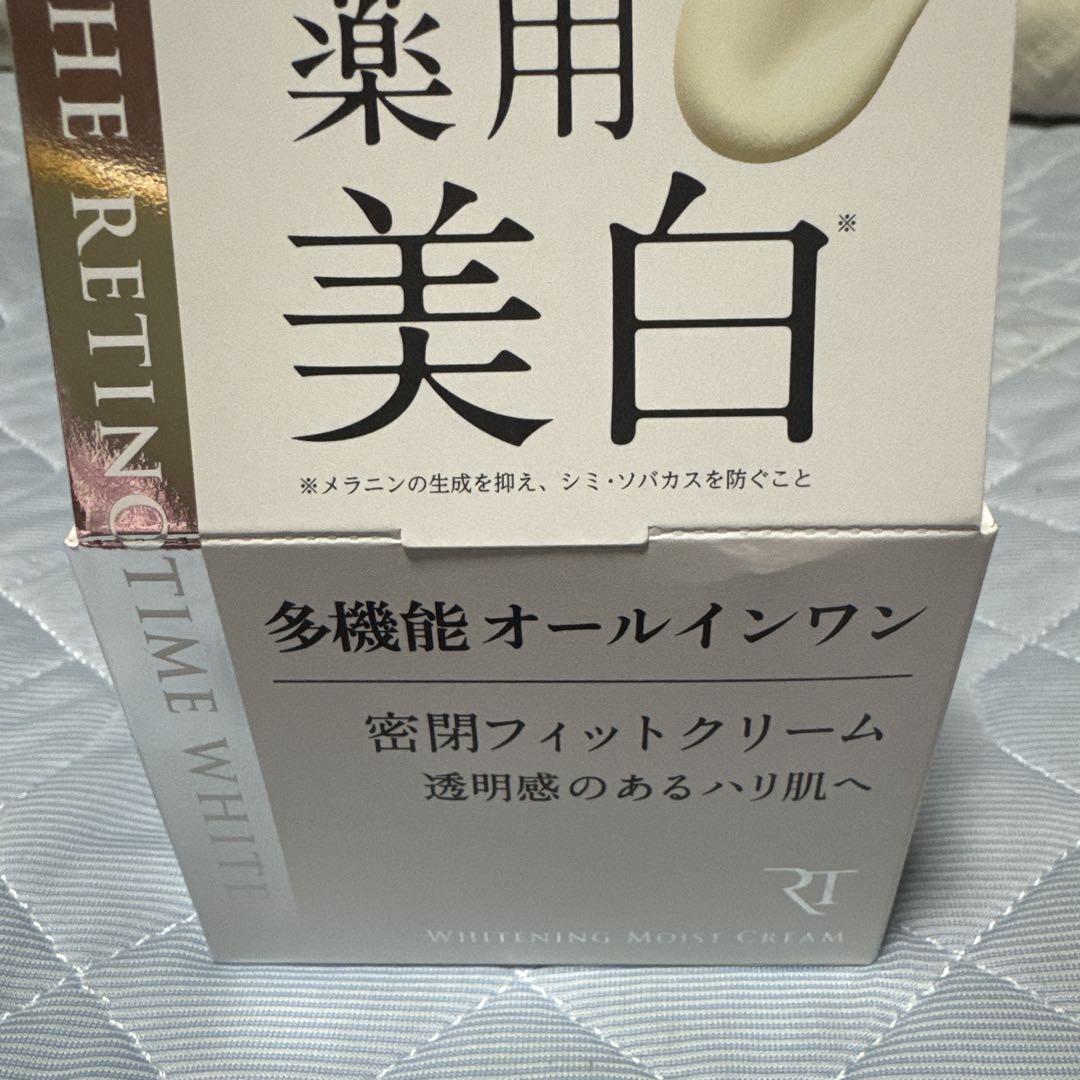 THE RETINOTIME WHITE
薬用
美白※
※メラニンの生成を抑え、シミ・ソバカスを防ぐこと
多機能オールインワン
密閉フィットクリーム
透明感のあるハリ肌へ
RT
WHITENING MOIST CREAM